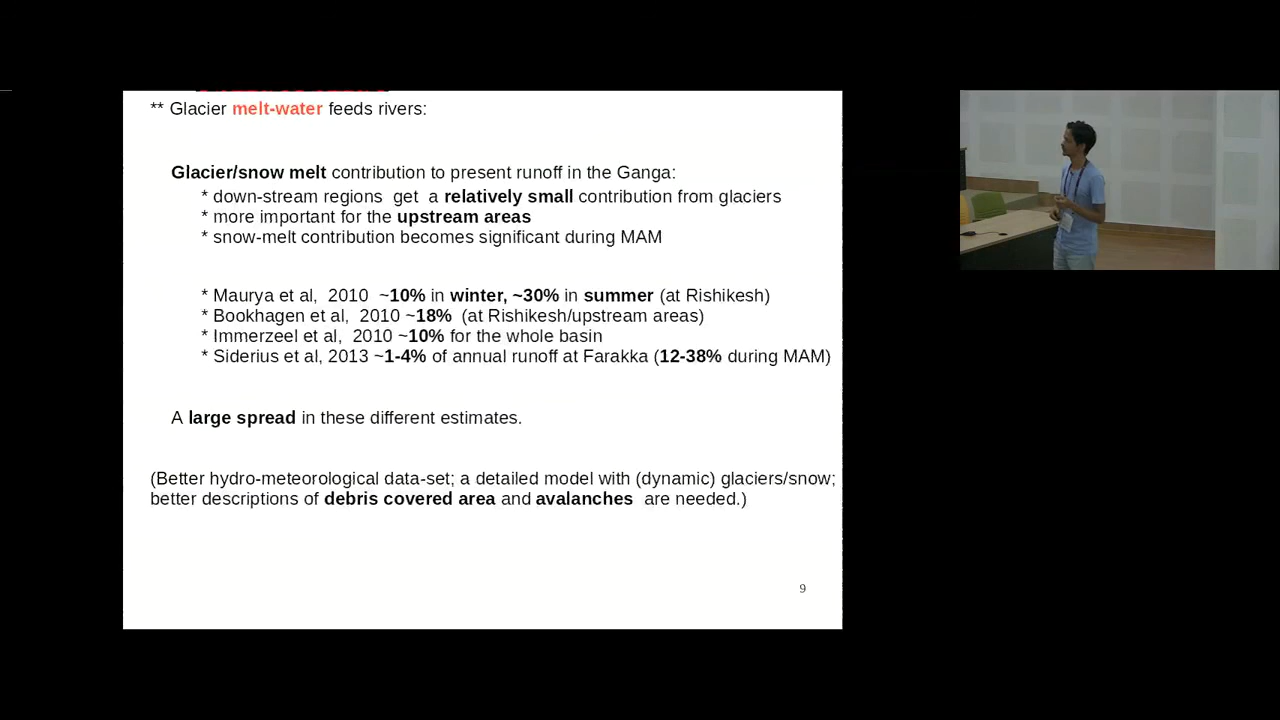 ** Glacier melt-water feeds rivers:
Glacier/snow melt contribution to present runoff in the Ganga:
* down-stream regions get a relatively small contribution from glaciers
* more important for the upstream areas
* snow-melt contribution becomes significant during MAM
* Maurya et al, 2010 ~10% in winter, ~30% in summer (at Rishikesh)
* Bookhagen et al, 2010 ~18% (at Rishikesh/upstream areas)
* Immerzeel et al, 2010 ~10% for the whole basin
* Siderius et al, 2013 ~1-4% of annual runoff at Farakka (12-38% during MAM)
A large spread in these different estimates.
(Better hydro-meteorological data-set; a detailed model with (dynamic) glaciers/snow;
better descriptions of debris covered area and avalanches are needed.)
9